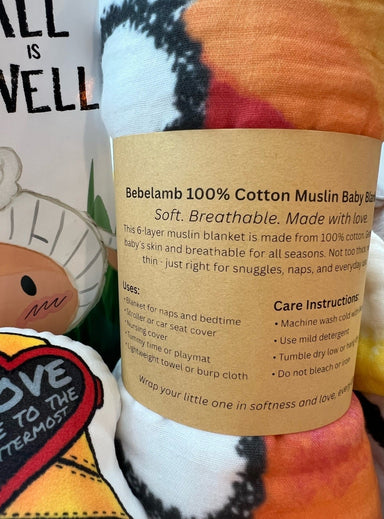 ALL
IS
WELL
Bebelamb 100% Cotton Muslin Baby
Soft. Breathable. Made with love.
This 6-layer muslin blanket is made from 100% cotton.
baby's skin and breathable for all seasons. Not too thick
thin - just right for snuggles, naps, and everyday
Uses:
• Blanket for naps and bedtime
• Stroller or car seat cover
• Nursing cover
• Tummy time or playmat
• Lightweight towel or burp cloth
Care Instructions:
• Machine wash cold
• Use mild detergent
• Tumble dry low or
• Do not bleach or iron
Wrap your little one in softness and love,
LOVE
TO THE